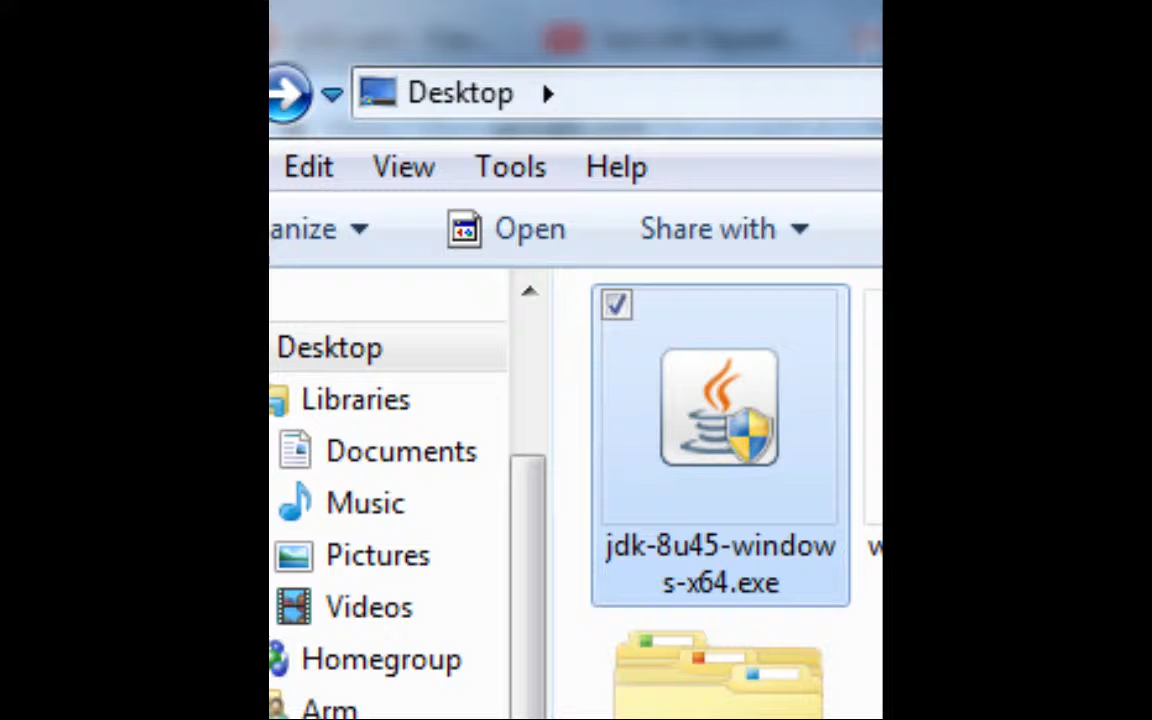 Desktop
Edit View Tools Help
anize Open Share with
Desktop
Libraries
Documents
Music
Pictures
Videos
Homegroup
Arm
jdk-8u45-window
s-x64.exe